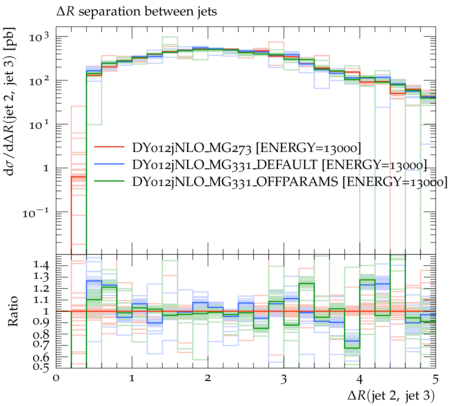 ΔR separation between jets
dσ/dΔR(jet 2, jet 3) [pb]
10³
10²
10¹
1
10⁻¹
DY012jNLO_MG273 [ENERGY=13000]
DY012jNLO_MG331_DEFAULT [ENERGY=13000]
DY012jNLO_MG331_OFFPARAMS [ENERGY=13000]
Ratio
1.4
1.3
1.2
1.1
1
0.9
0.8
0.7
0.6
0.5
0 1 2 3 4 5
ΔR(jet 2, jet 3)